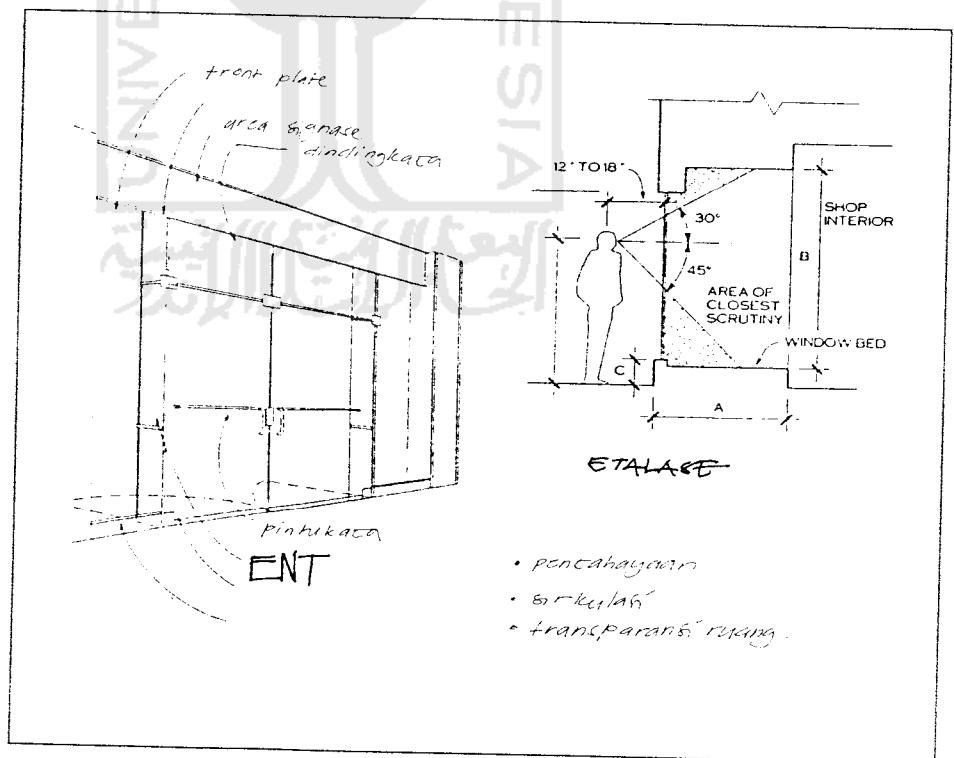 front plate
area signase
dindingkaca
pintukaca
ENT
12" TO 18"
30°
45°
SHOP
INTERIOR
B
AREA OF
CLOSEST
SCRUTINY
WINDOW BED
C
A
ETALASE
• pencahayaan
• sirkulasi
• transparansi ruang.